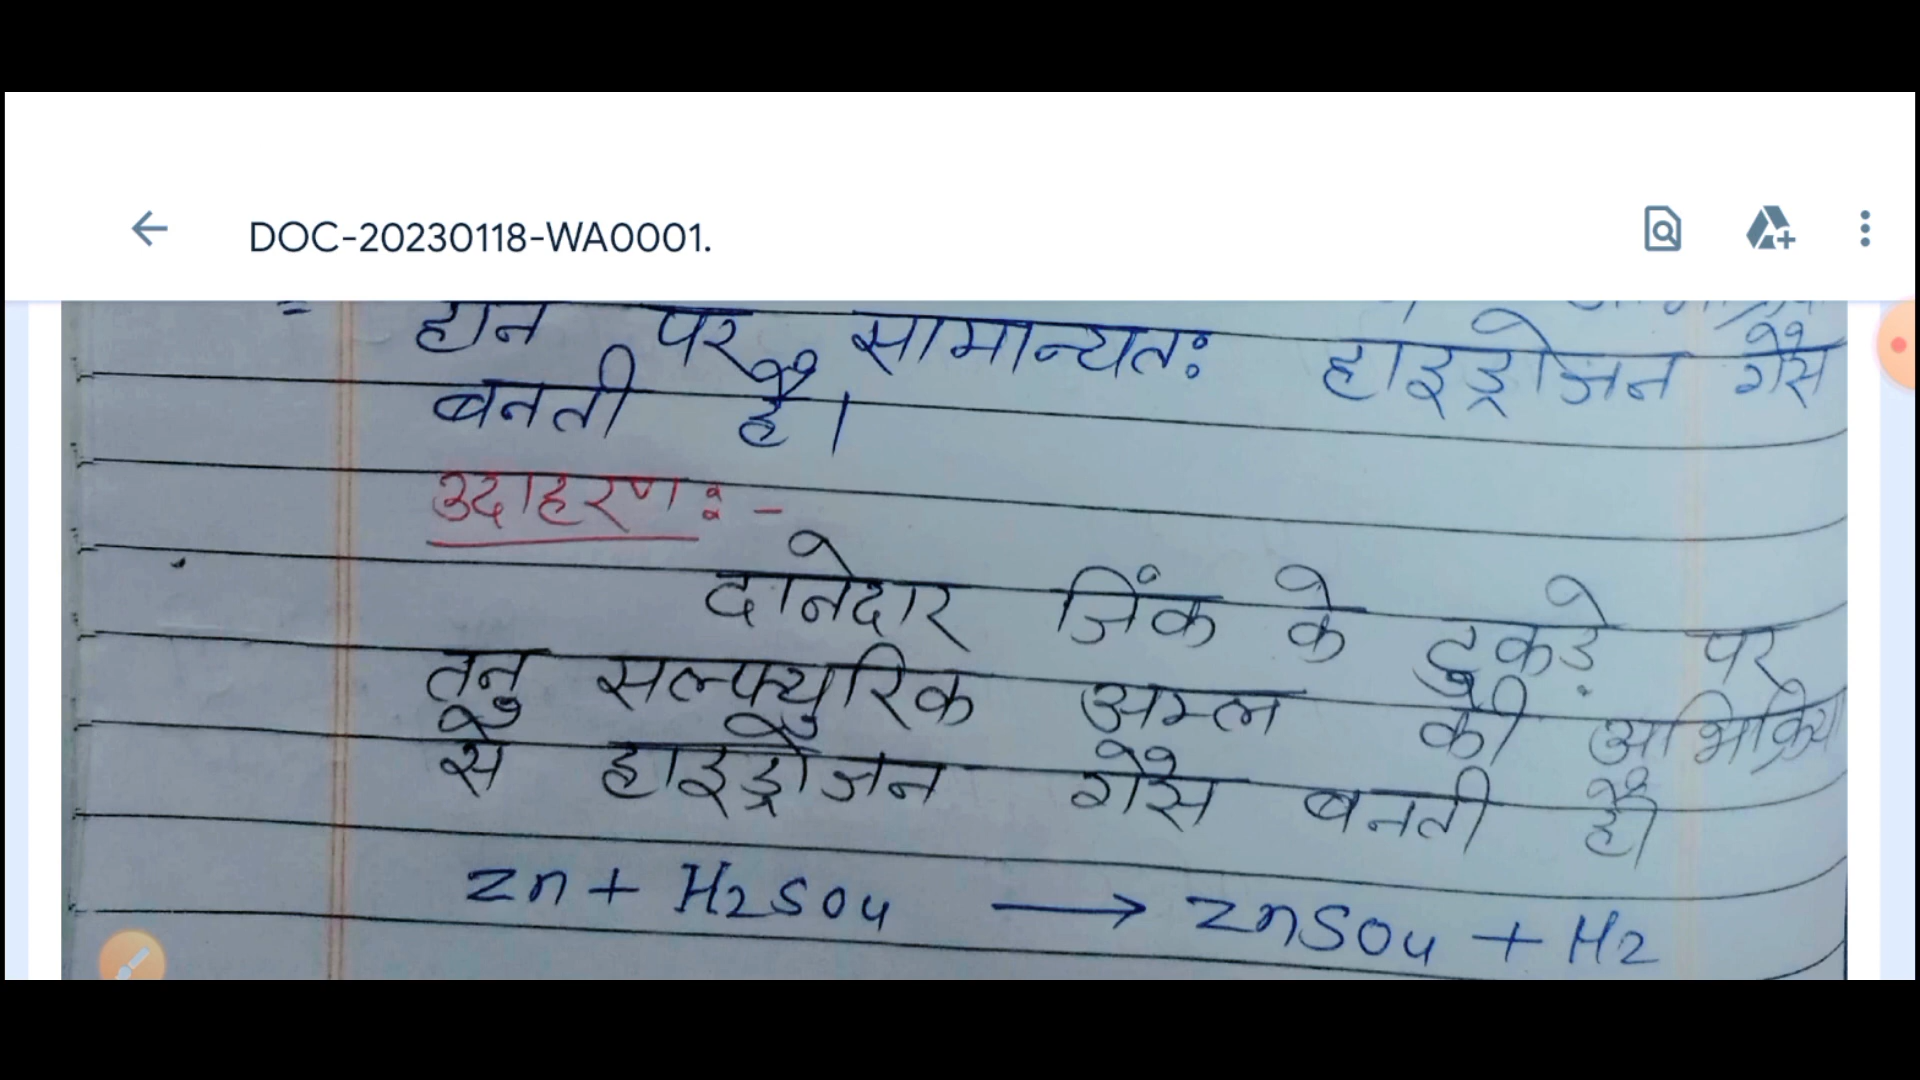 DOC-20230118-WA0001.
होने पर सामान्यतः हाइड्रोजन गैस
बनती है।
उदाहरण:-
दानेदार जिंक के टुकड़े पर
तनु सल्फ्युरिक अम्ल की अभिक्रिया
से हाइड्रोजन गैस बनती है।
Zn + H2SO4 → ZnSO4 + H2